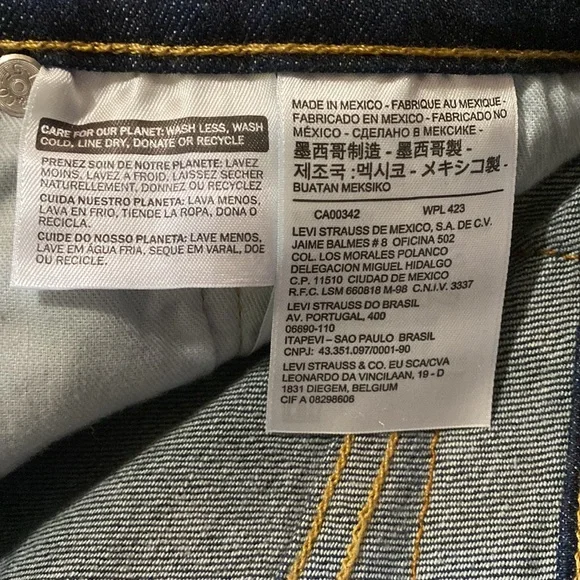 CARE FOR OUR PLANET: WASH LESS, WASH
COLD, LINE DRY, DONATE OR RECYCLE
PRENEZ SOIN DE NOTRE PLANETE: LAVEZ
MOINS, LAVEZ A FROID, LAISSEZ SECHER
NATURELLEMENT, DONNEZ OU RECYCLEZ
CUIDA NUESTRO PLANETA: LAVA MENOS,
LAVA EN FRIO, TIENDE LA ROPA, DONA O
RECICLA.
CUIDE DO NOSSO PLANETA: LAVE MENOS,
LAVE EM ÁGUA FRIA, SEQUE EM VARAL, DOE
OU RECICLE.
MADE IN MEXICO - FABRIQUE AU MEXIQUE -
FABRICADO EN MÉXICO - FABRICADO NO
MÉXICO - СДЕЛАНО В МЕКСИКЕ -
墨西哥制造 - 墨西哥製 -
제조국 :멕시코 - メキシコ製 -
BUATAN MEKSIKO
CA00342 WPL 423
LEVI STRAUSS DE MEXICO, S.A. DE C.V.
JAIME BALMES # 8 OFICINA 502
COL. LOS MORALES POLANCO
DELEGACION MIGUEL HIDALGO
C.P. 11510 CIUDAD DE MEXICO
R.F.C. LSM 660818 M-98 C.N.I.V. 3337
LEVI STRAUSS DO BRASIL
AV. PORTUGAL, 400
06690-110
ITAPEVI – SAO PAULO BRASIL
CNPJ: 43.351.097/0001-90
LEVI STRAUSS & CO. EU SCA/CVA
LEONARDO DA VINCILAAN, 19 - D
1831 DIEGEM, BELGIUM
CIF A 08298606